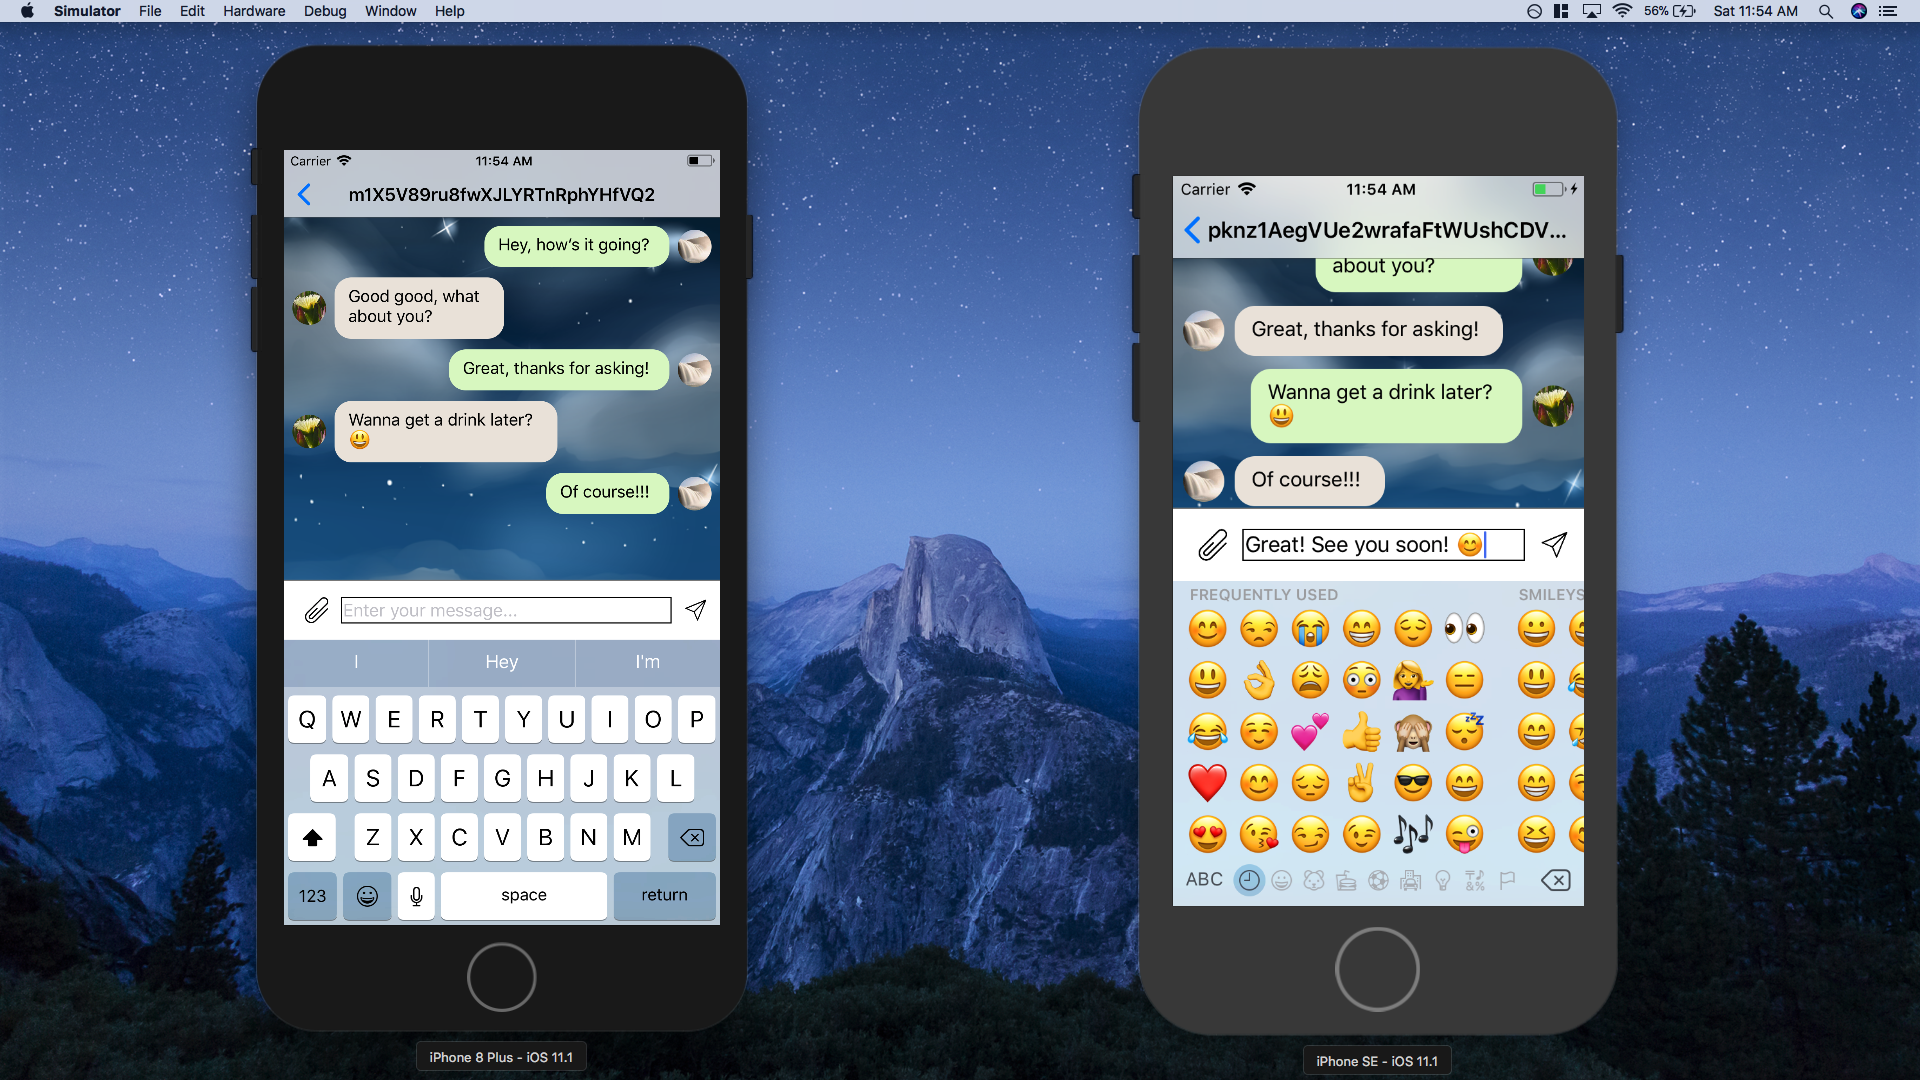 Simulator File Edit Hardware Debug Window Help
56% Sat 11:54 AM
Carrier 11:54 AM
m1X5V89ru8fwXJLYRTnRphYHfVQ2
Hey, how's it going?
Good good, what
about you?
Great, thanks for asking!
Wanna get a drink later?
😃
Of course!!!
Enter your message...
I Hey I'm
Q W E R T Y U I O P
A S D F G H J K L
Z X C V B N M
123 space return
iPhone 8 Plus - iOS 11.1
Carrier 11:54 AM
pknz1AegVUe2wrafaFtWUshCDV...
about you?
Great, thanks for asking!
Wanna get a drink later?
😃
Of course!!!
Great! See you soon! 😊
FREQUENTLY USED SMILEYS
ABC
iPhone SE - iOS 11.1